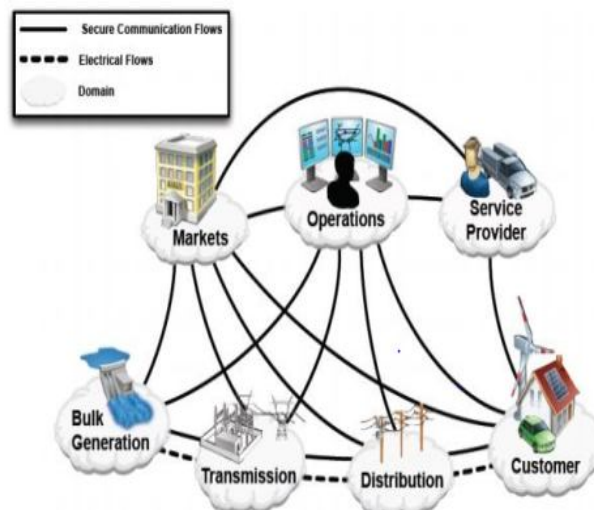 Secure Communication Flows
Electrical Flows
Domain
Markets
Operations
Service
Provider
Bulk
Generation
Transmission
Distribution
Customer